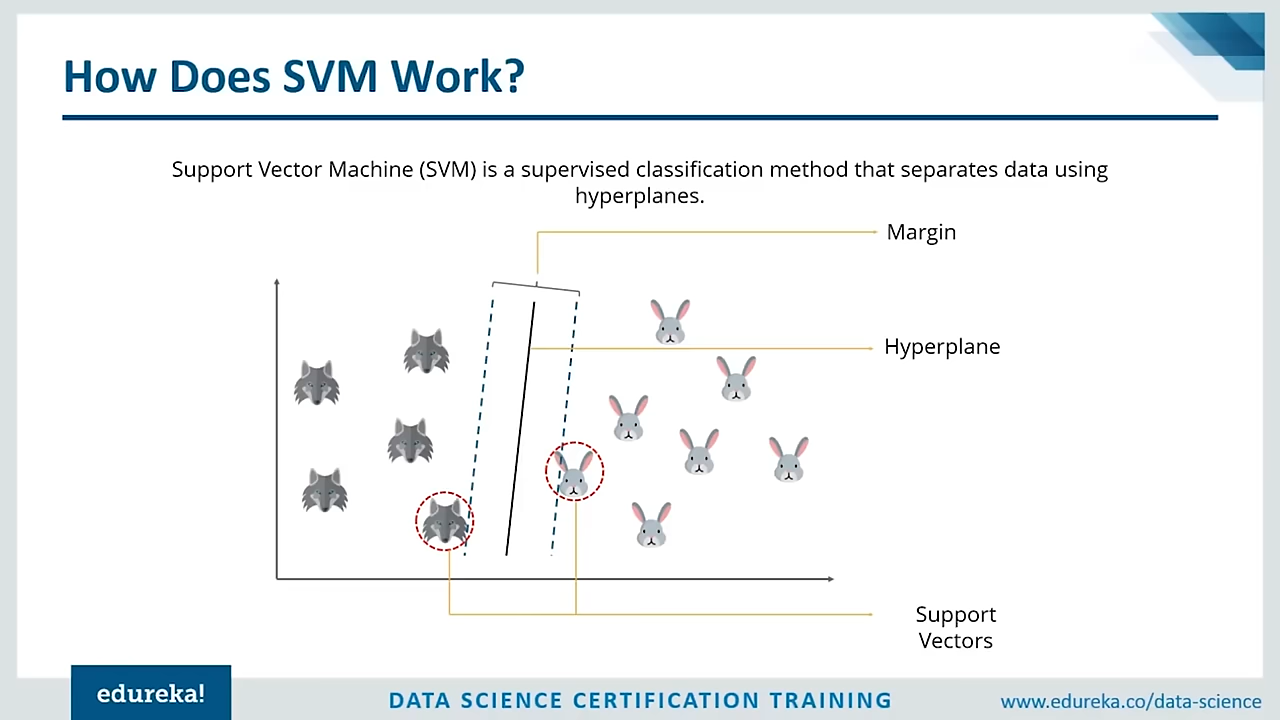 How Does SVM Work?
Support Vector Machine (SVM) is a supervised classification method that separates data using
hyperplanes.
Margin
Hyperplane
Support
Vectors
edureka!
DATA SCIENCE CERTIFICATION TRAINING
www.edureka.co/data-science